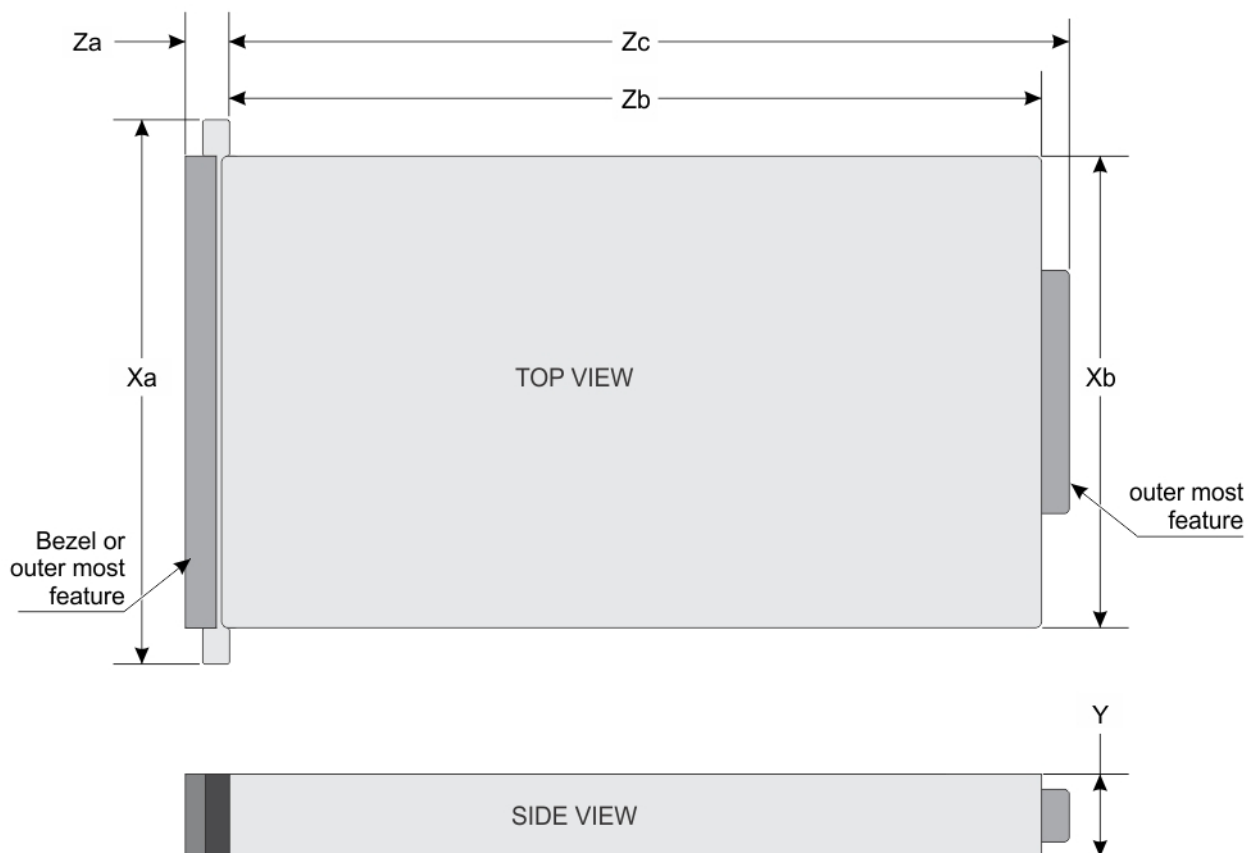 Za
Zc
Zb
Xa
TOP VIEW
Xb
outer most
feature
Bezel or
outer most
feature
Y
SIDE VIEW